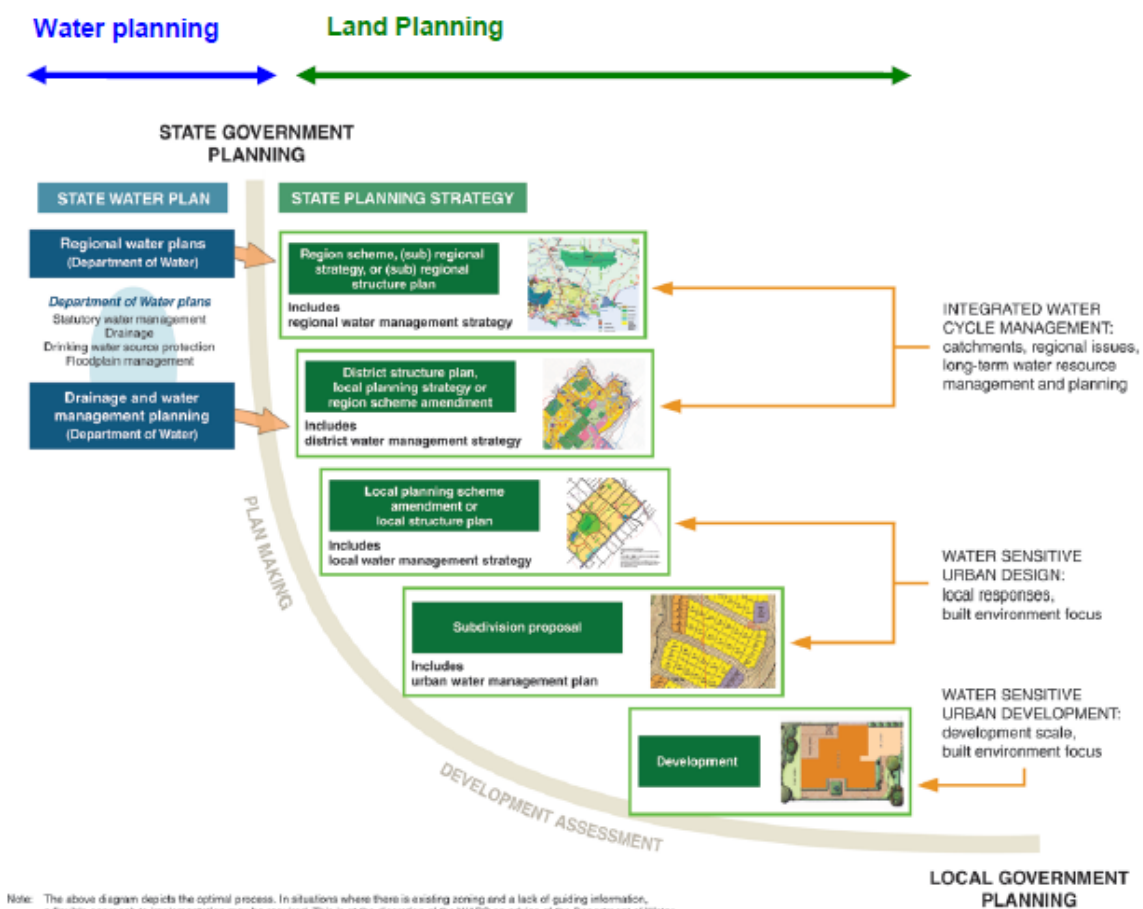 Water planning
Land Planning
STATE GOVERNMENT
PLANNING
STATE WATER PLAN
STATE PLANNING STRATEGY
Regional water plans
(Department of Water)
Department of Water plans
Statutory water management
Drainage
Drinking water source protection
Floodplain management
Drainage and water
management planning
(Department of Water)
Region scheme, (sub) regional
strategy, or (sub) regional
structure plan
Includes
regional water management strategy
District structure plan,
local planning strategy or
region scheme amendment
Includes
district water management strategy
Local planning scheme
amendment or
local structure plan
Includes
local water management strategy
Subdivision proposal
Includes
urban water management plan
Development
INTEGRATED WATER
CYCLE MANAGEMENT:
catchments, regional issues,
long-term water resource
management and planning
WATER SENSITIVE
URBAN DESIGN:
local responses,
built environment focus
WATER SENSITIVE
URBAN DEVELOPMENT:
development scale,
built environment focus
PLAN MAKING
DEVELOPMENT ASSESSMENT
LOCAL GOVERNMENT
PLANNING
Note: The above diagram depicts the optimal process. In situations where there is existing zoning and a lack of guiding information,